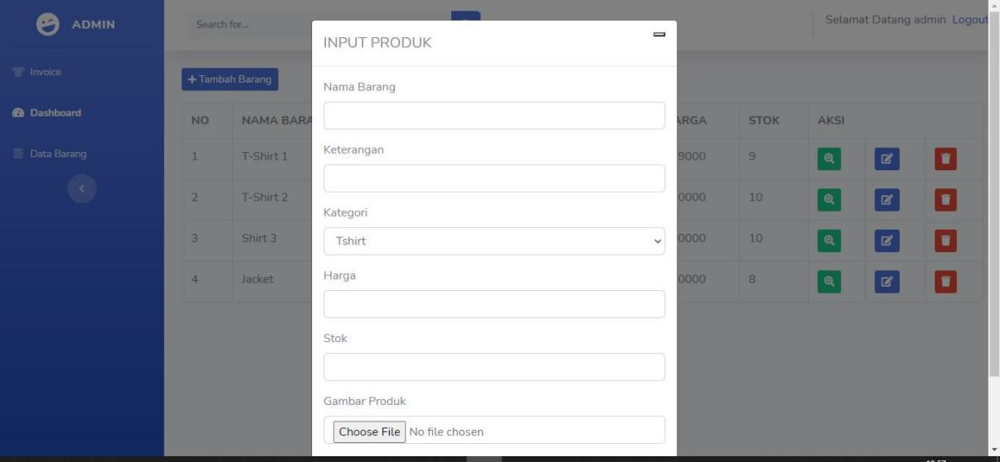 ADMIN
Search for...
Selamat Datang admin Logout
INPUT PRODUK
Invoice
Tambah Barang
Nama Barang
Dashboard
NO NAMA BARA ARGA STOK AKSI
Keterangan
Data Barang
1 T-Shirt 1 9000 9
2 T-Shirt 2 0000 10
Kategori
Tshirt
3 Shirt 3 0000 10
Harga
4 Jacket 0000 8
Stok
Gambar Produk
Choose File No file chosen